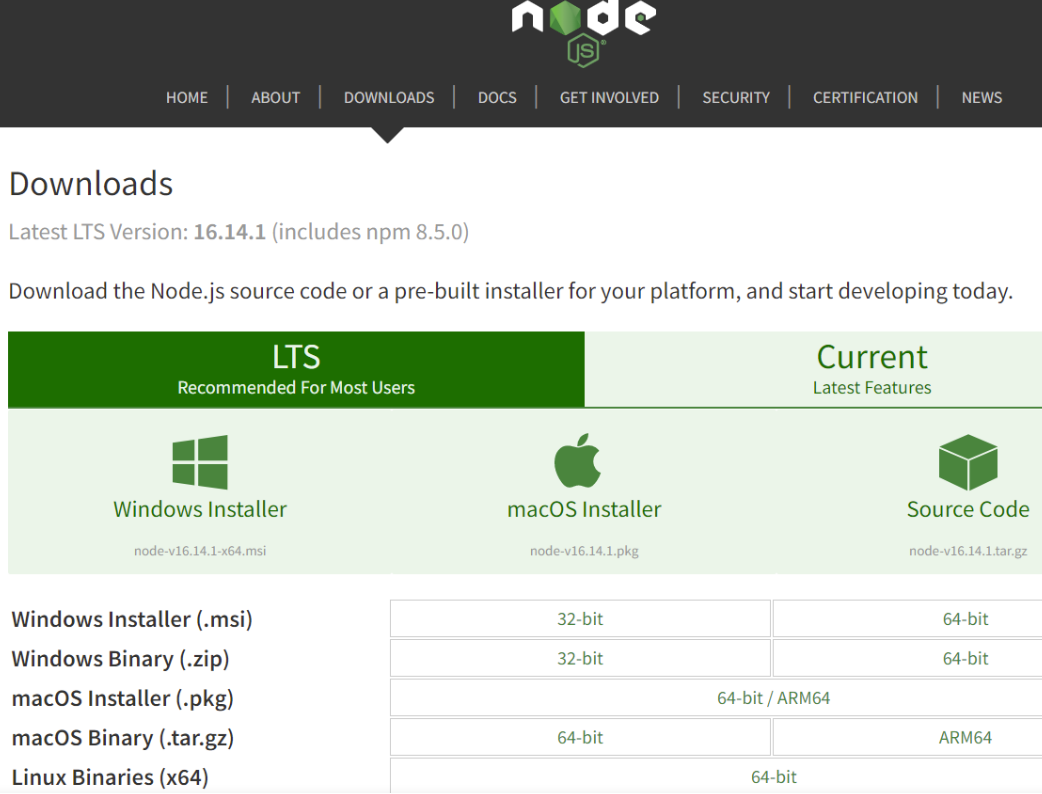 node
JS
HOME | ABOUT | DOWNLOADS | DOCS | GET INVOLVED | SECURITY | CERTIFICATION | NEWS
Downloads
Latest LTS Version: 16.14.1 (includes npm 8.5.0)
Download the Node.js source code or a pre-built installer for your platform, and start developing today.
LTS Current
Recommended For Most Users Latest Features
Windows Installer macOS Installer Source Code
node-v16.14.1-x64.msi node-v16.14.1.pkg node-v16.14.1.tar.gz
Windows Installer (.msi) 32-bit 64-bit
Windows Binary (.zip) 32-bit 64-bit
macOS Installer (.pkg) 64-bit / ARM64
macOS Binary (.tar.gz) 64-bit ARM64
Linux Binaries (x64) 64-bit